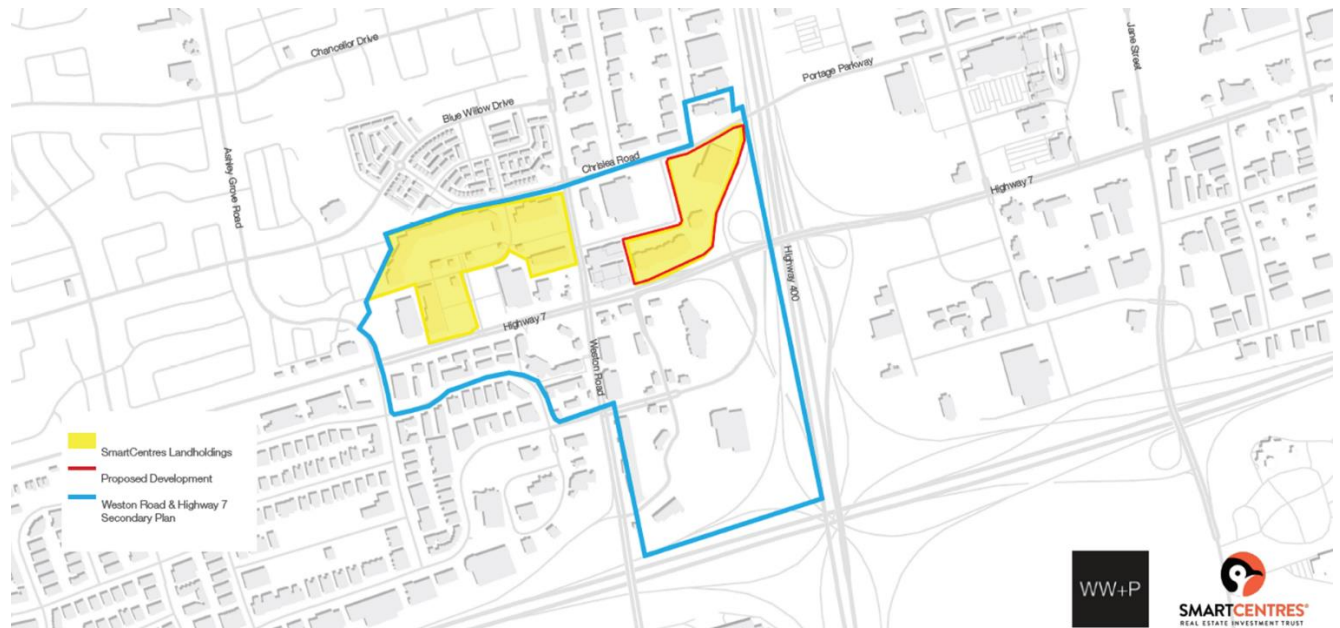 Chancellor Drive
Jane Street
Portage Parkway
Blue Willow Drive
Chrislea Road
Ashley Grove Road
Highway 7
Highway 400
Highway 7
Weston Road
SmartCentres Landholdings
Proposed Development
Weston Road & Highway 7
Secondary Plan
WW+P
SMARTCENTRES®
REAL ESTATE INVESTMENT TRUST